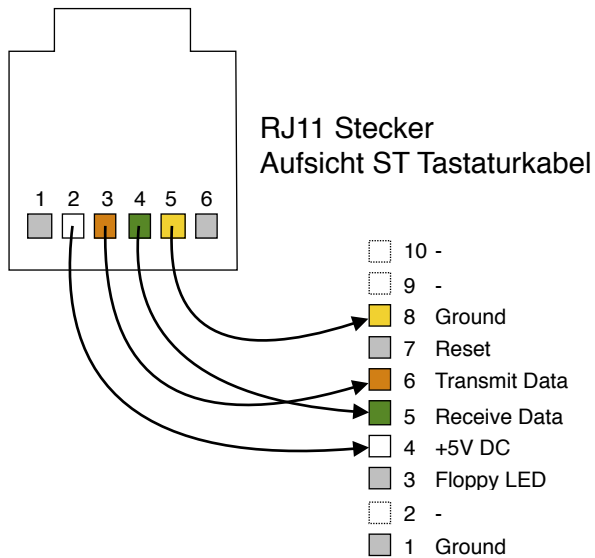 RJ11 Stecker
Aufsicht ST Tastaturkabel
1 2 3 4 5 6
10 -
9 -
8 Ground
7 Reset
6 Transmit Data
5 Receive Data
4 +5V DC
3 Floppy LED
2 -
1 Ground